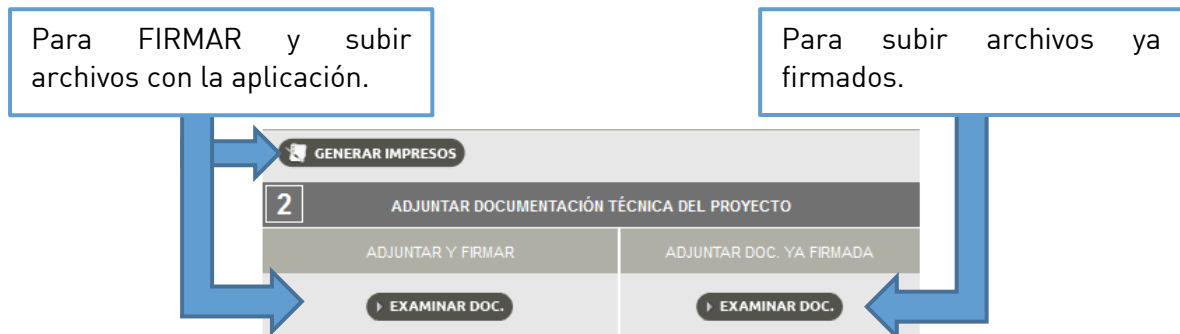 Para FIRMAR y subir
archivos con la aplicación.
Para subir archivos ya
firmados.
GENERAR IMPRESOS
2 ADJUNTAR DOCUMENTACIÓN TÉCNICA DEL PROYECTO
ADJUNTAR Y FIRMAR
ADJUNTAR DOC. YA FIRMADA
EXAMINAR DOC.
EXAMINAR DOC.